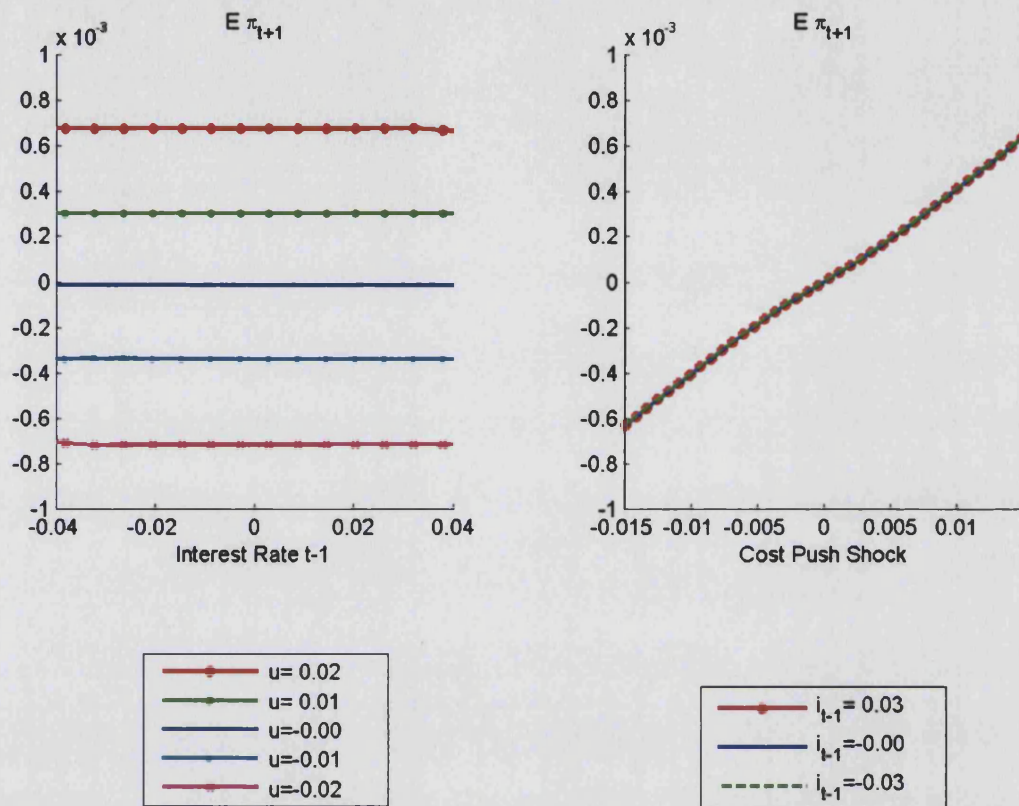 E π_{t+1}
x 10^{-3}
1
0.8
0.6
0.4
0.2
0
-0.2
-0.4
-0.6
-0.8
-1
-0.04 -0.02 0 0.02 0.04
Interest Rate t-1
E π_{t+1}
x 10^{-3}
1
0.8
0.6
0.4
0.2
0
-0.2
-0.4
-0.6
-0.8
-1
-0.015 -0.01 -0.005 0 0.005 0.01
Cost Push Shock
u= 0.02
u= 0.01
u=-0.00
u=-0.01
u=-0.02
i_{t-1}= 0.03
i_{t-1}=-0.00
i_{t-1}=-0.03